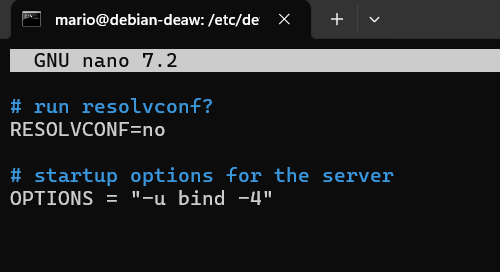 mario@debian-deaw: /etc/de
GNU nano 7.2
# run resolvconf?
RESOLVCONF=no
# startup options for the server
OPTIONS = "-u bind -4"